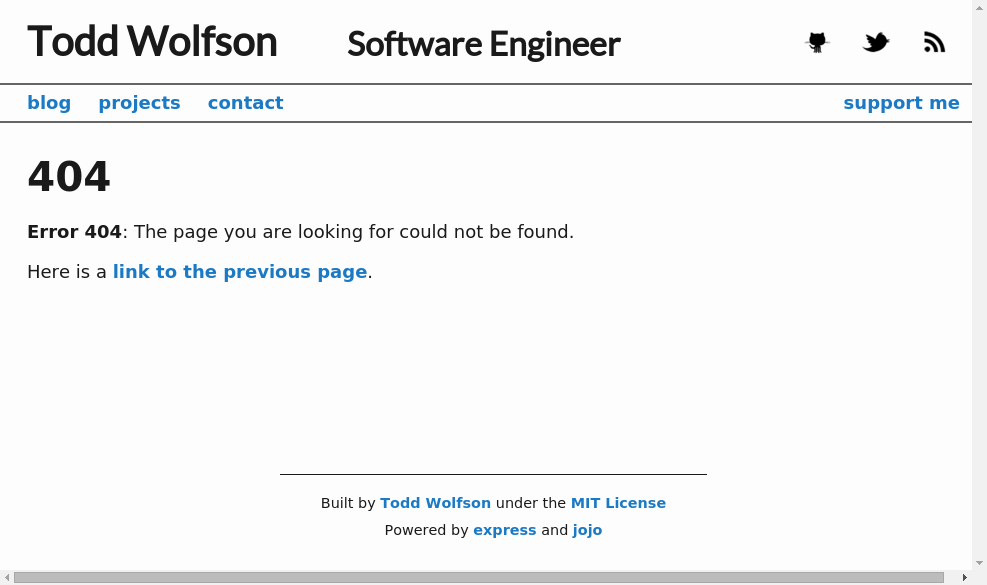 Todd Wolfson Software Engineer
blog projects contact support me
404
Error 404: The page you are looking for could not be found.
Here is a link to the previous page.
Built by Todd Wolfson under the MIT License
Powered by express and jojo